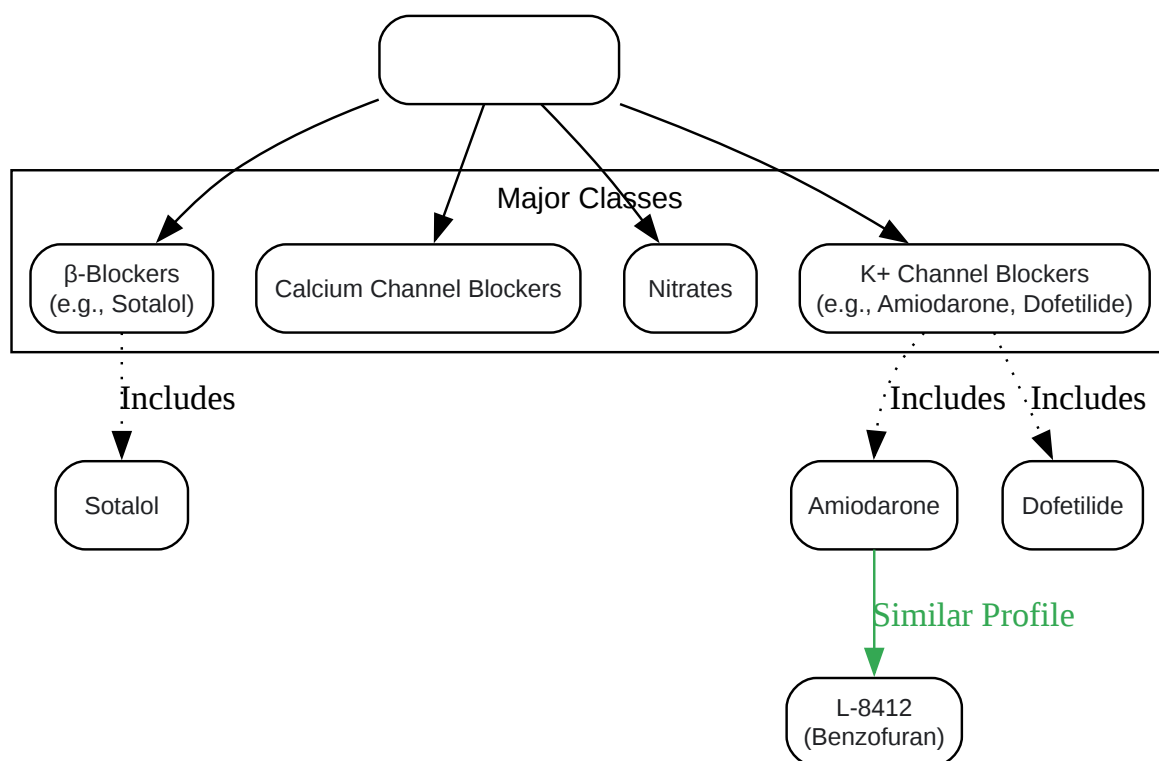 Major Classes
β-Blockers
(e.g., Sotalol)
Calcium Channel Blockers
Nitrates
K+ Channel Blockers
(e.g., Amiodarone, Dofetilide)
Includes
Includes
Includes
Sotalol
Amiodarone
Dofetilide
Similar Profile
L-8412
(Benzofuran)